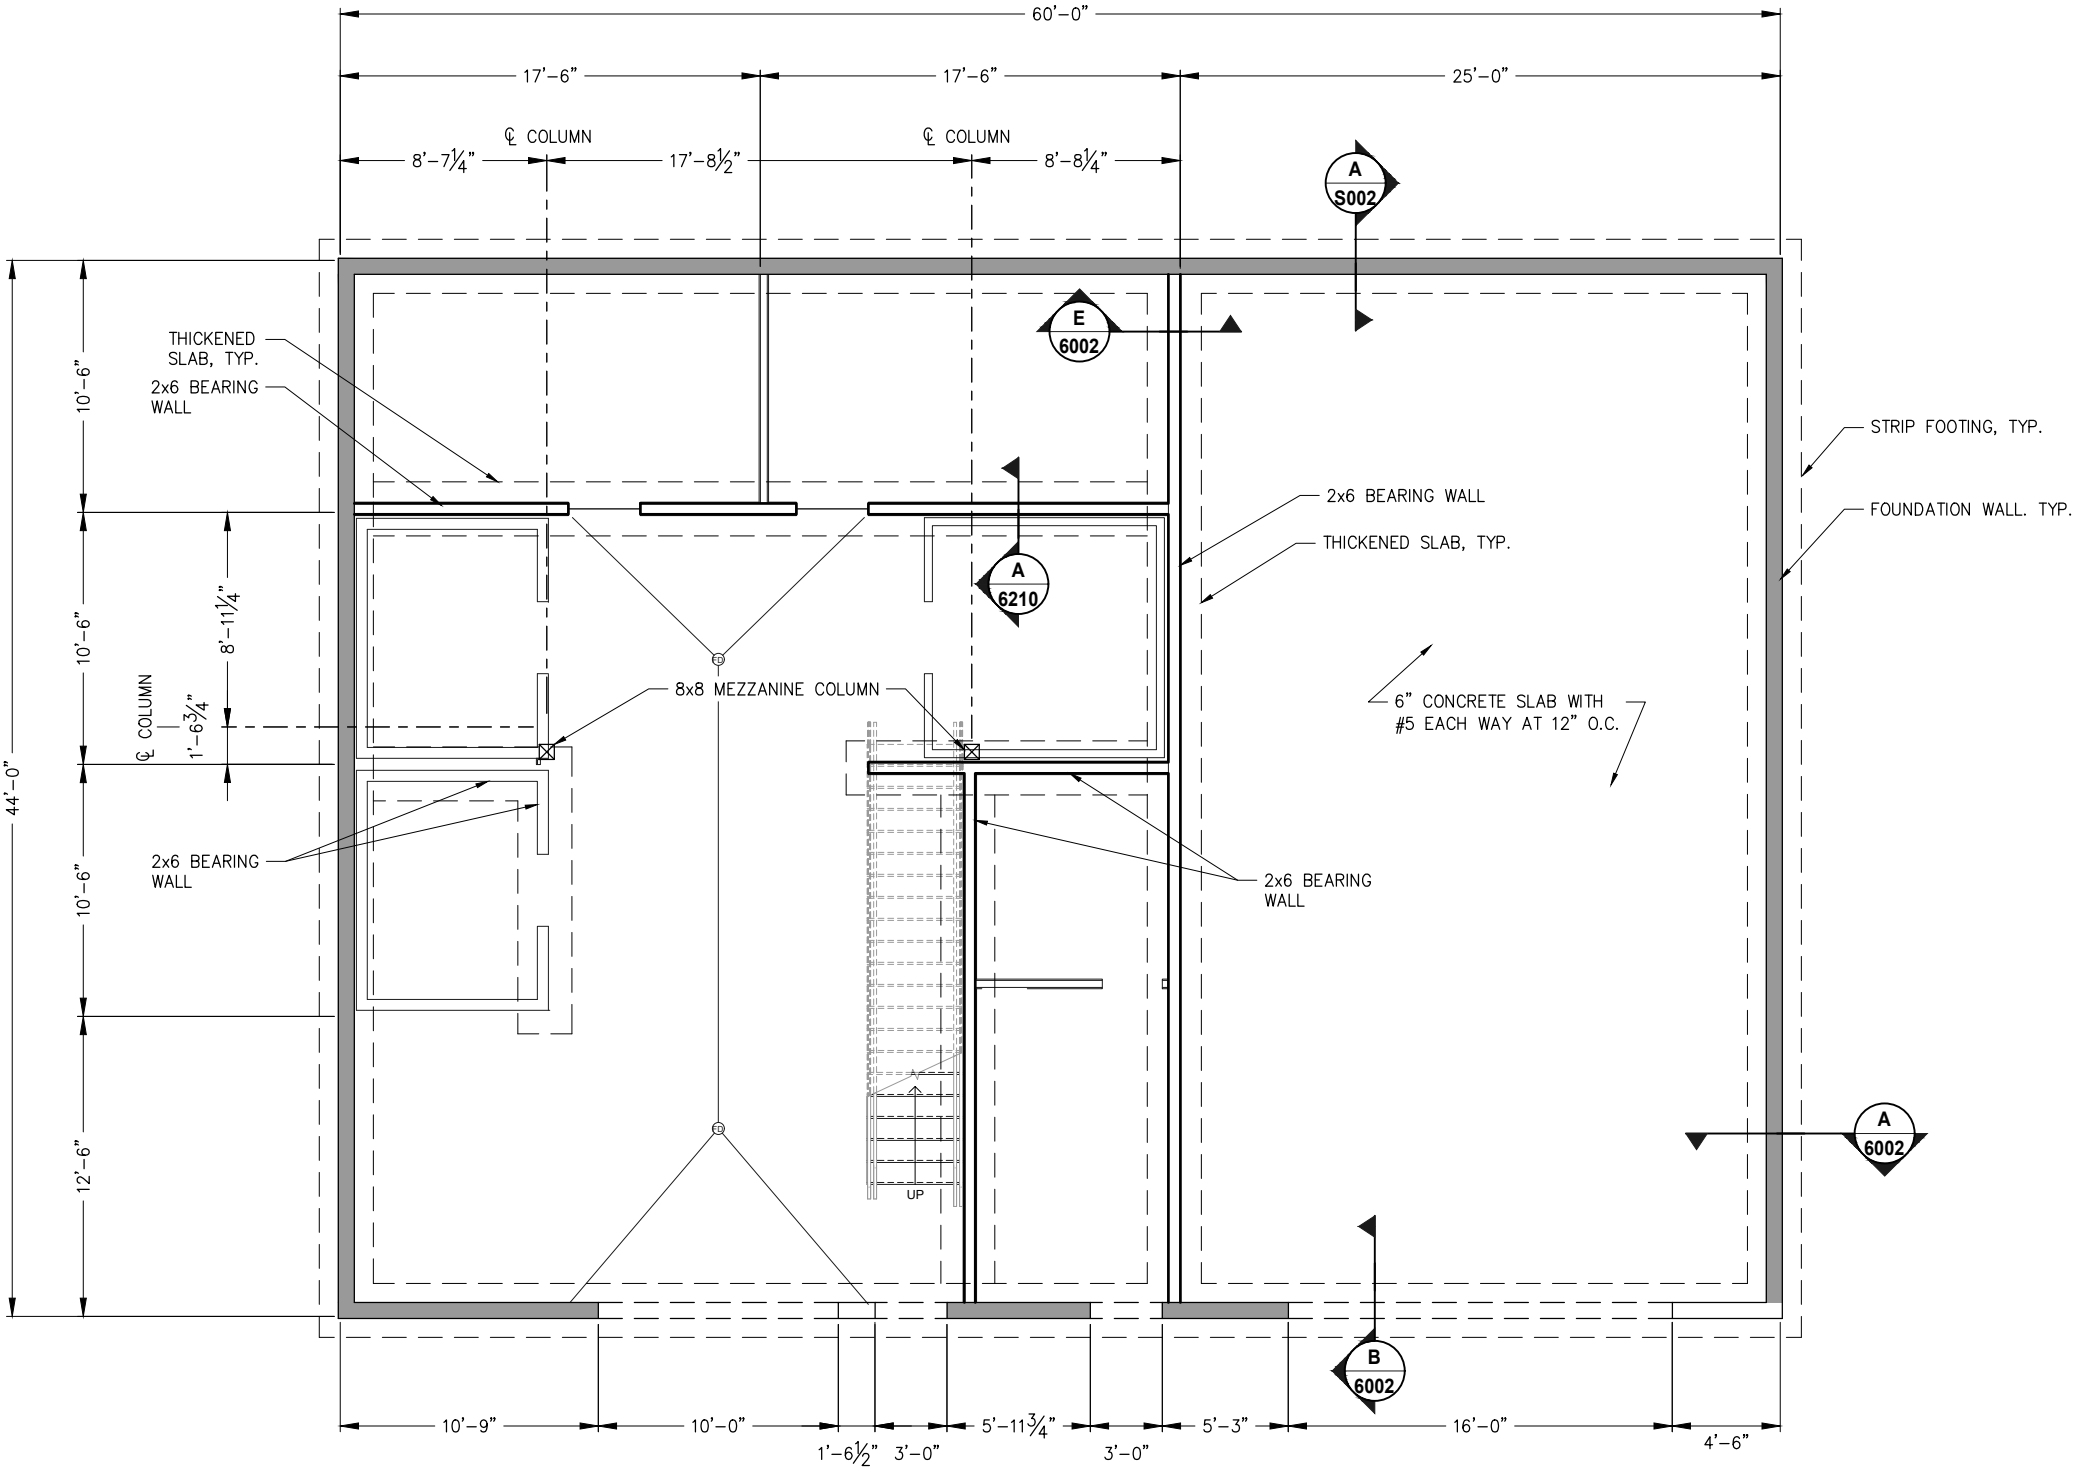 60'-0"
17'-6"
17'-6"
25'-0"
℄ COLUMN
℄ COLUMN
8'-7¼"
17'-8½"
8'-8¼"
A
S002
E
6002
THICKENED
SLAB, TYP.
2x6 BEARING
WALL
10'-6"
STRIP FOOTING, TYP.
2x6 BEARING WALL
FOUNDATION WALL. TYP.
THICKENED SLAB, TYP.
A
6210
10'-6"
8'-11¼"
FD
℄ COLUMN
1'-6¾"
8x8 MEZZANINE COLUMN
6" CONCRETE SLAB WITH
#5 EACH WAY AT 12" O.C.
44'-0"
2x6 BEARING
WALL
10'-6"
2x6 BEARING
WALL
FD
A
6002
12'-6"
UP
B
6002
10'-9"
10'-0"
1'-6½"
3'-0"
5'-11¾"
3'-0"
5'-3"
16'-0"
4'-6"